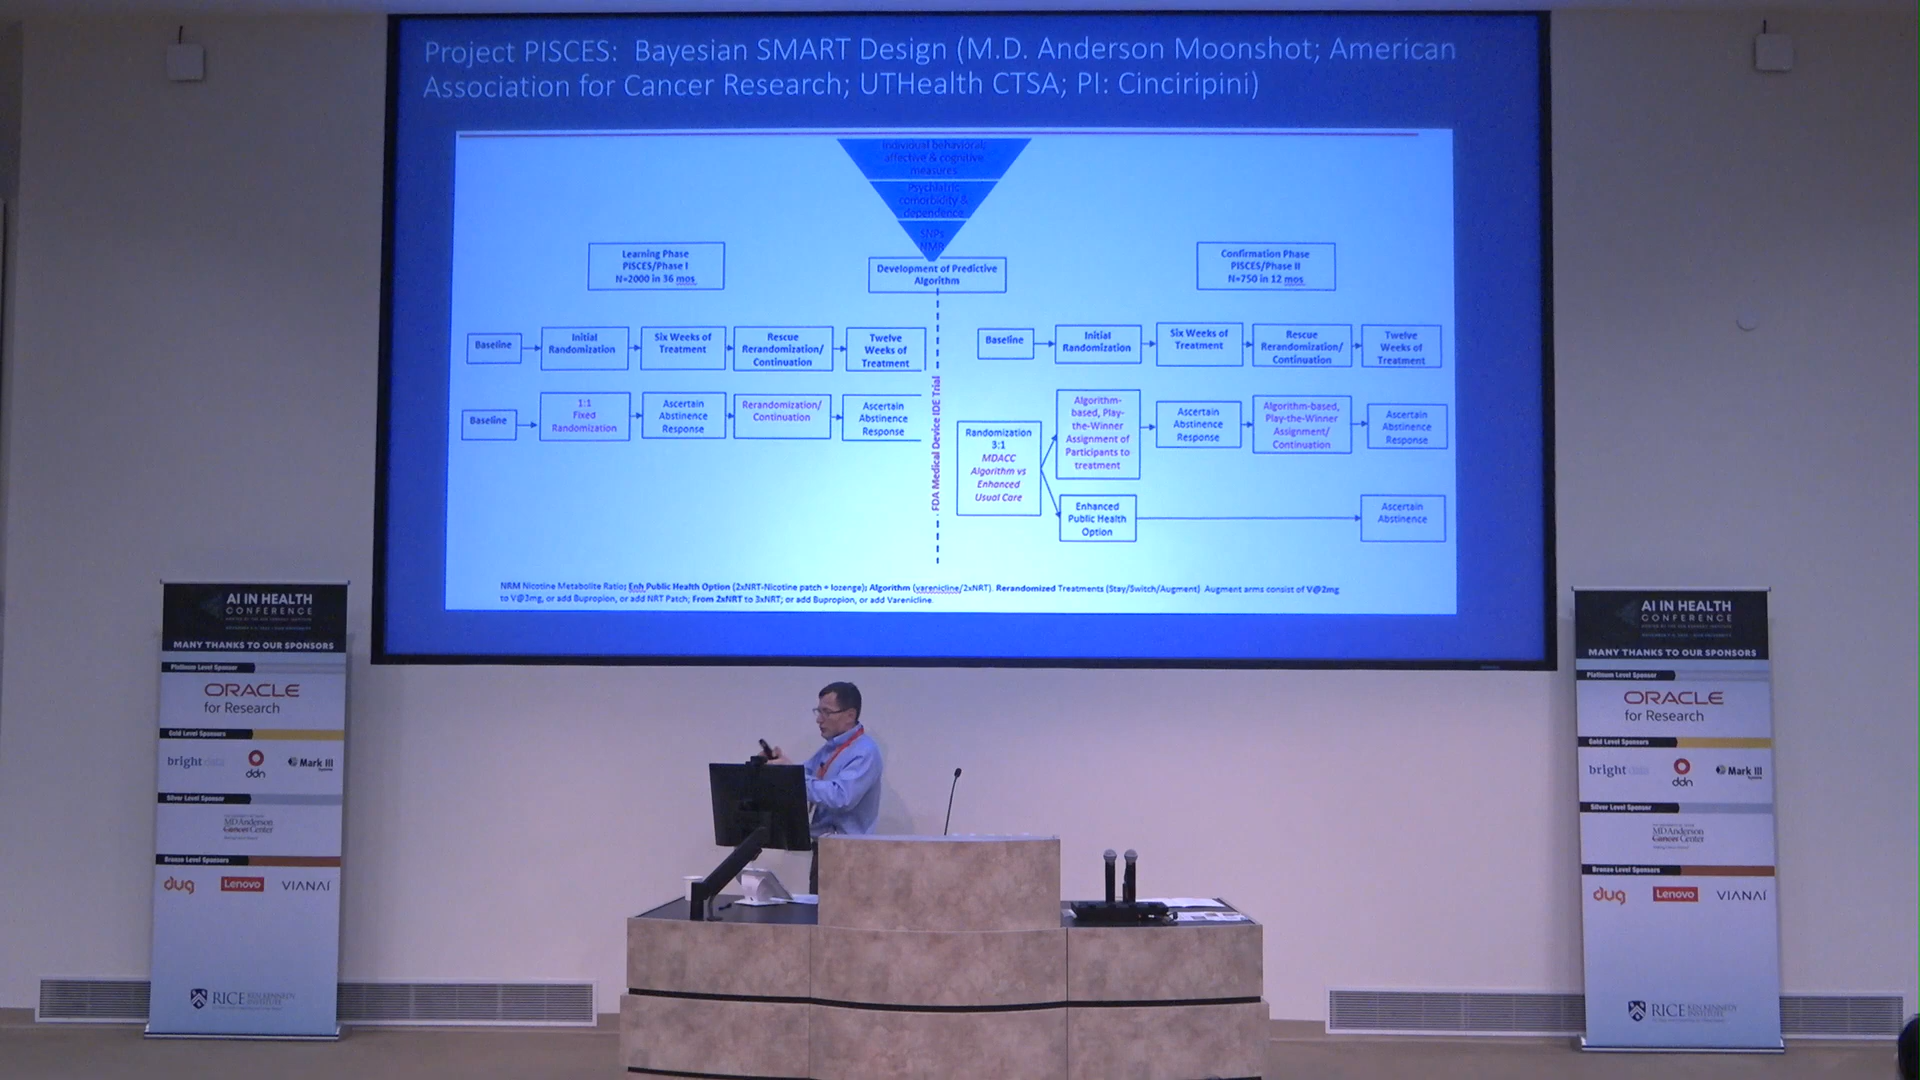 Project PISCES: Bayesian SMART Design (M.D. Anderson Moonshot; American
Association for Cancer Research; UTHealth CTSA; PI: Cinciripini)
Individual behavioral,
affective & cognitive
measures
Psychiatric
comorbidity &
dependence
SNPs
NMR
Learning Phase
PISCES/Phase I
N=2000 in 36 mos
Development of Predictive
Algorithm
Confirmation Phase
PISCES/Phase II
N=750 in 12 mos
Baseline
Initial
Randomization
Six Weeks of
Treatment
Rescue
Rerandomization/
Continuation
Twelve
Weeks of
Treatment
Baseline
1:1
Fixed
Randomization
Ascertain
Abstinence
Response
Rerandomization/
Continuation
Ascertain
Abstinence
Response
FDA Medical Device IDE Trial
Baseline
Initial
Randomization
Six Weeks of
Treatment
Rescue
Rerandomization/
Continuation
Twelve
Weeks of
Treatment
Randomization
3:1
MDACC
Algorithm vs
Enhanced
Usual Care
Algorithm-
based, Play-
the-Winner
Assignment of
Participants to
treatment
Ascertain
Abstinence
Response
Algorithm-based,
Play-the-Winner
Assignment/
Continuation
Ascertain
Abstinence
Response
Enhanced
Public Health
Option
Ascertain
Abstinence
NRM Nicotine Metabolite Ratio; Enh Public Health Option (2xNRT-Nicotine patch + lozenge); Algorithm (varenicline/2xNRT). Rerandomized Treatments (Stay/Switch/Augment) Augment arms consist of V@2mg
to V@3mg, or add Bupropion, or add NRT Patch; From 2xNRT to 3xNRT; or add Bupropion, or add Varenicline.
AI IN HEALTH
CONFERENCE
MANY THANKS TO OUR SPONSORS
Platinum Level Sponsor
ORACLE
for Research
Gold Level Sponsors
bright data
ddn
Mark III
Silver Level Sponsor
MD Anderson
Cancer Center
Bronze Level Sponsors
dug
Lenovo
VIANAI
RICE KEN KENNEDY
INSTITUTE
AI IN HEALTH
CONFERENCE
MANY THANKS TO OUR SPONSORS
Platinum Level Sponsor
ORACLE
for Research
Gold Level Sponsors
bright
ddn
Mark III
Silver Level Sponsor
MD Anderson
Cancer Center
Bronze Level Sponsors
dug
Lenovo
VIANAI
RICE KEN KENNEDY
INSTITUTE